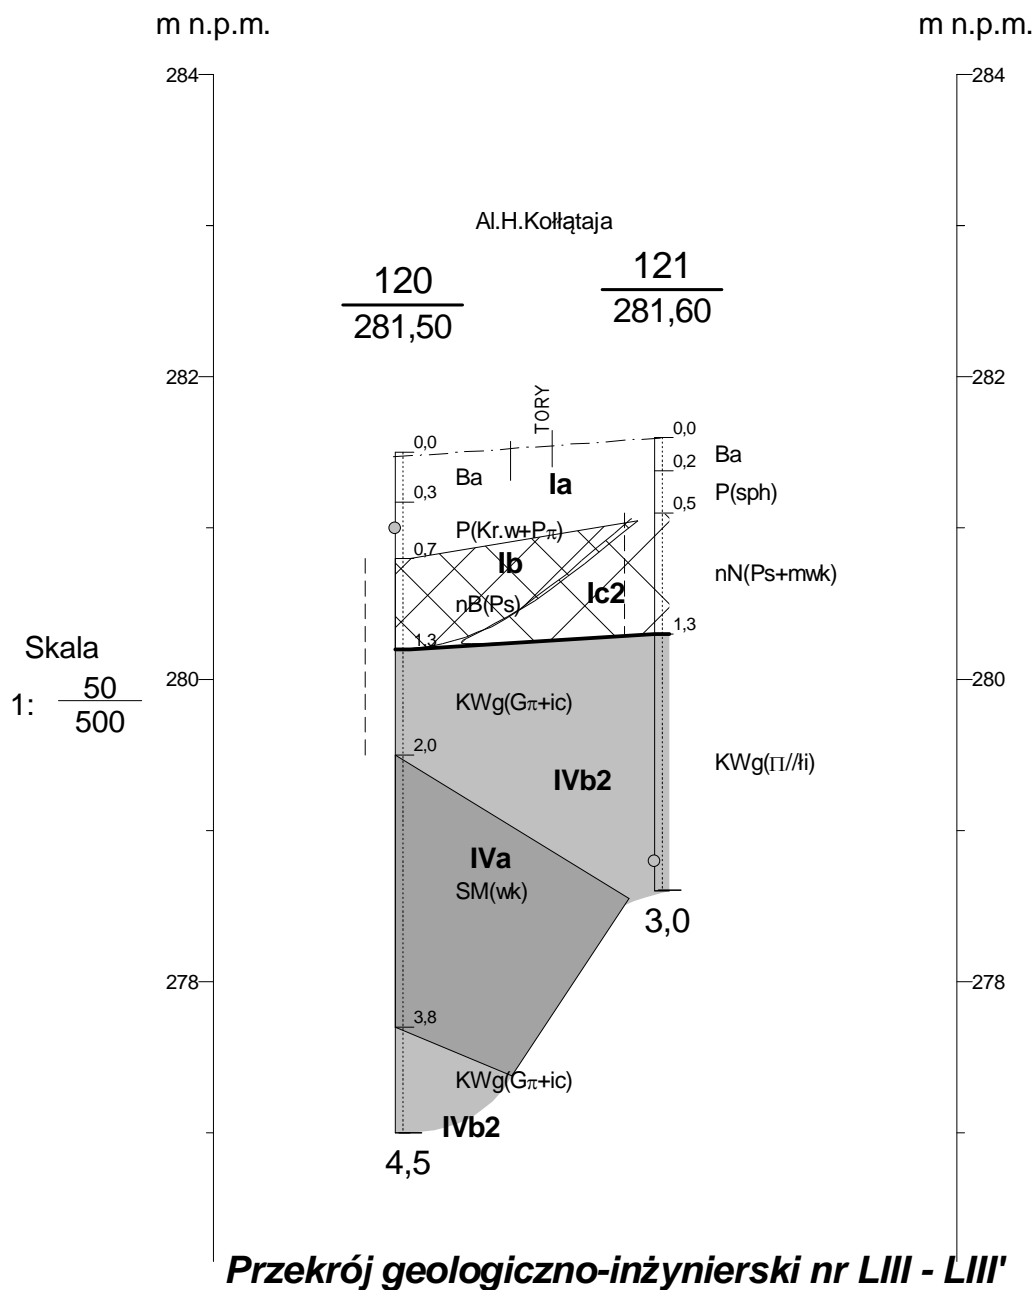 m n.p.m.
m n.p.m.
284
284
Al.H.Kołłątaja
120
281,50
121
281,60
282
282
TORY
0,0
0,0
Ba
0,2
Ba
Ia
0,3
P(sph)
0,5
P(Kr.w+Pπ)
0,7
Ib
nN(Ps+mwk)
Ic2
nB(Ps)
1,3
1,3
Skala
1: 50
500
280
280
KWg(Gπ+ic)
2,0
KWg(Π//łi)
IVb2
IVa
SM(wk)
3,0
278
278
3,8
KWg(Gπ+ic)
IVb2
4,5
Przekrój geologiczno-inżynierski nr LIII - LIII'